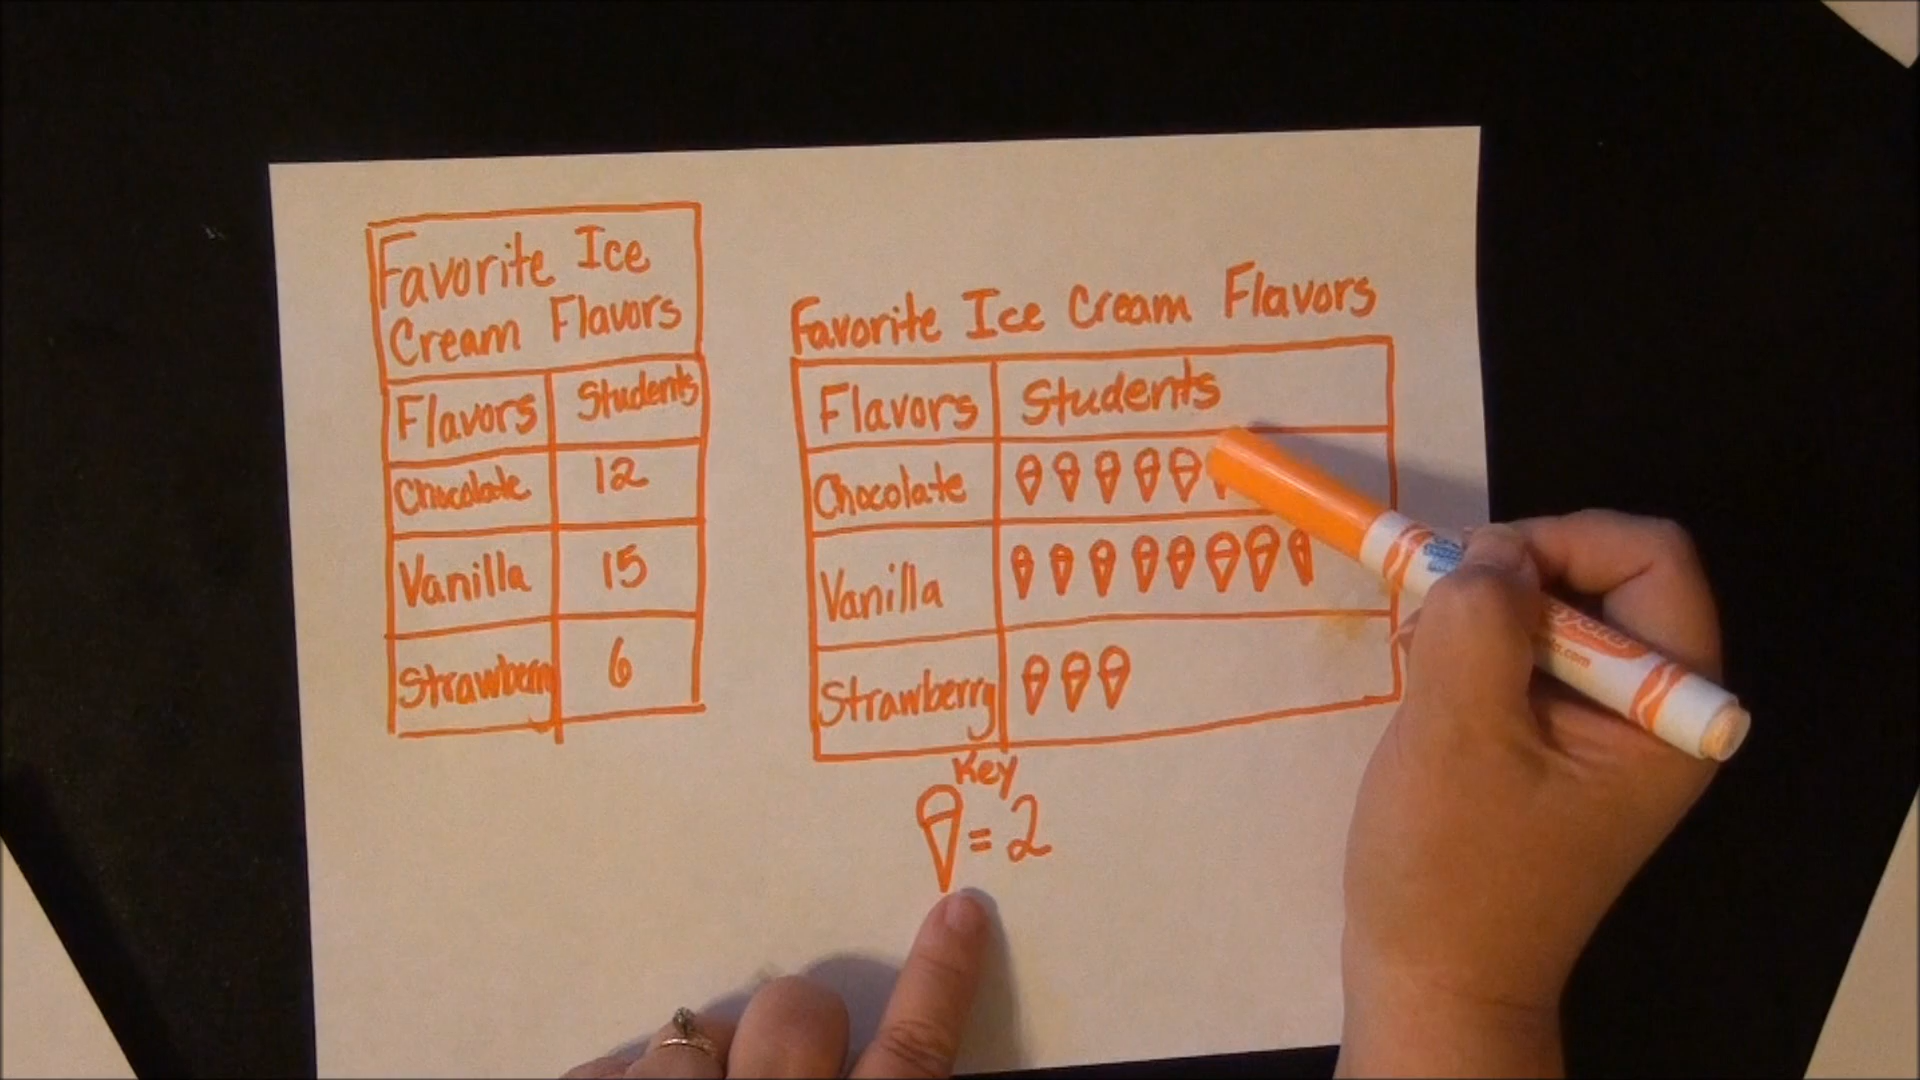 Favorite Ice
Cream Flavors
Flavors Students
Chocolate 12
Vanilla 15
Strawberry 6
Favorite Ice Cream Flavors
Flavors Students
Chocolate
Vanilla
Strawberry
Key
= 2